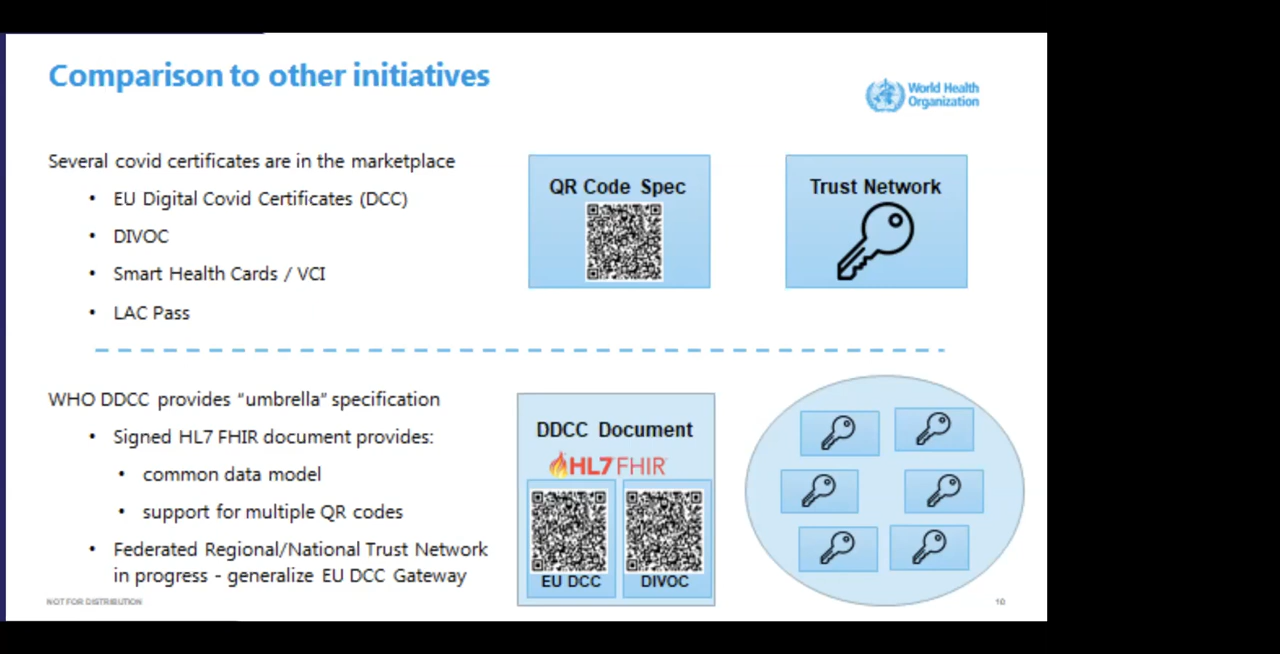 Comparison to other initiatives
World Health
Organization
Several covid certificates are in the marketplace
• EU Digital Covid Certificates (DCC)
• DIVOC
• Smart Health Cards / VCI
• LAC Pass
QR Code Spec
Trust Network
WHO DDCC provides “umbrella” specification
• Signed HL7 FHIR document provides:
• common data model
• support for multiple QR codes
• Federated Regional/National Trust Network
in progress - generalize EU DCC Gateway
DDCC Document
HL7 FHIR
EU DCC
DIVOC
NOT FOR DISTRIBUTION
10